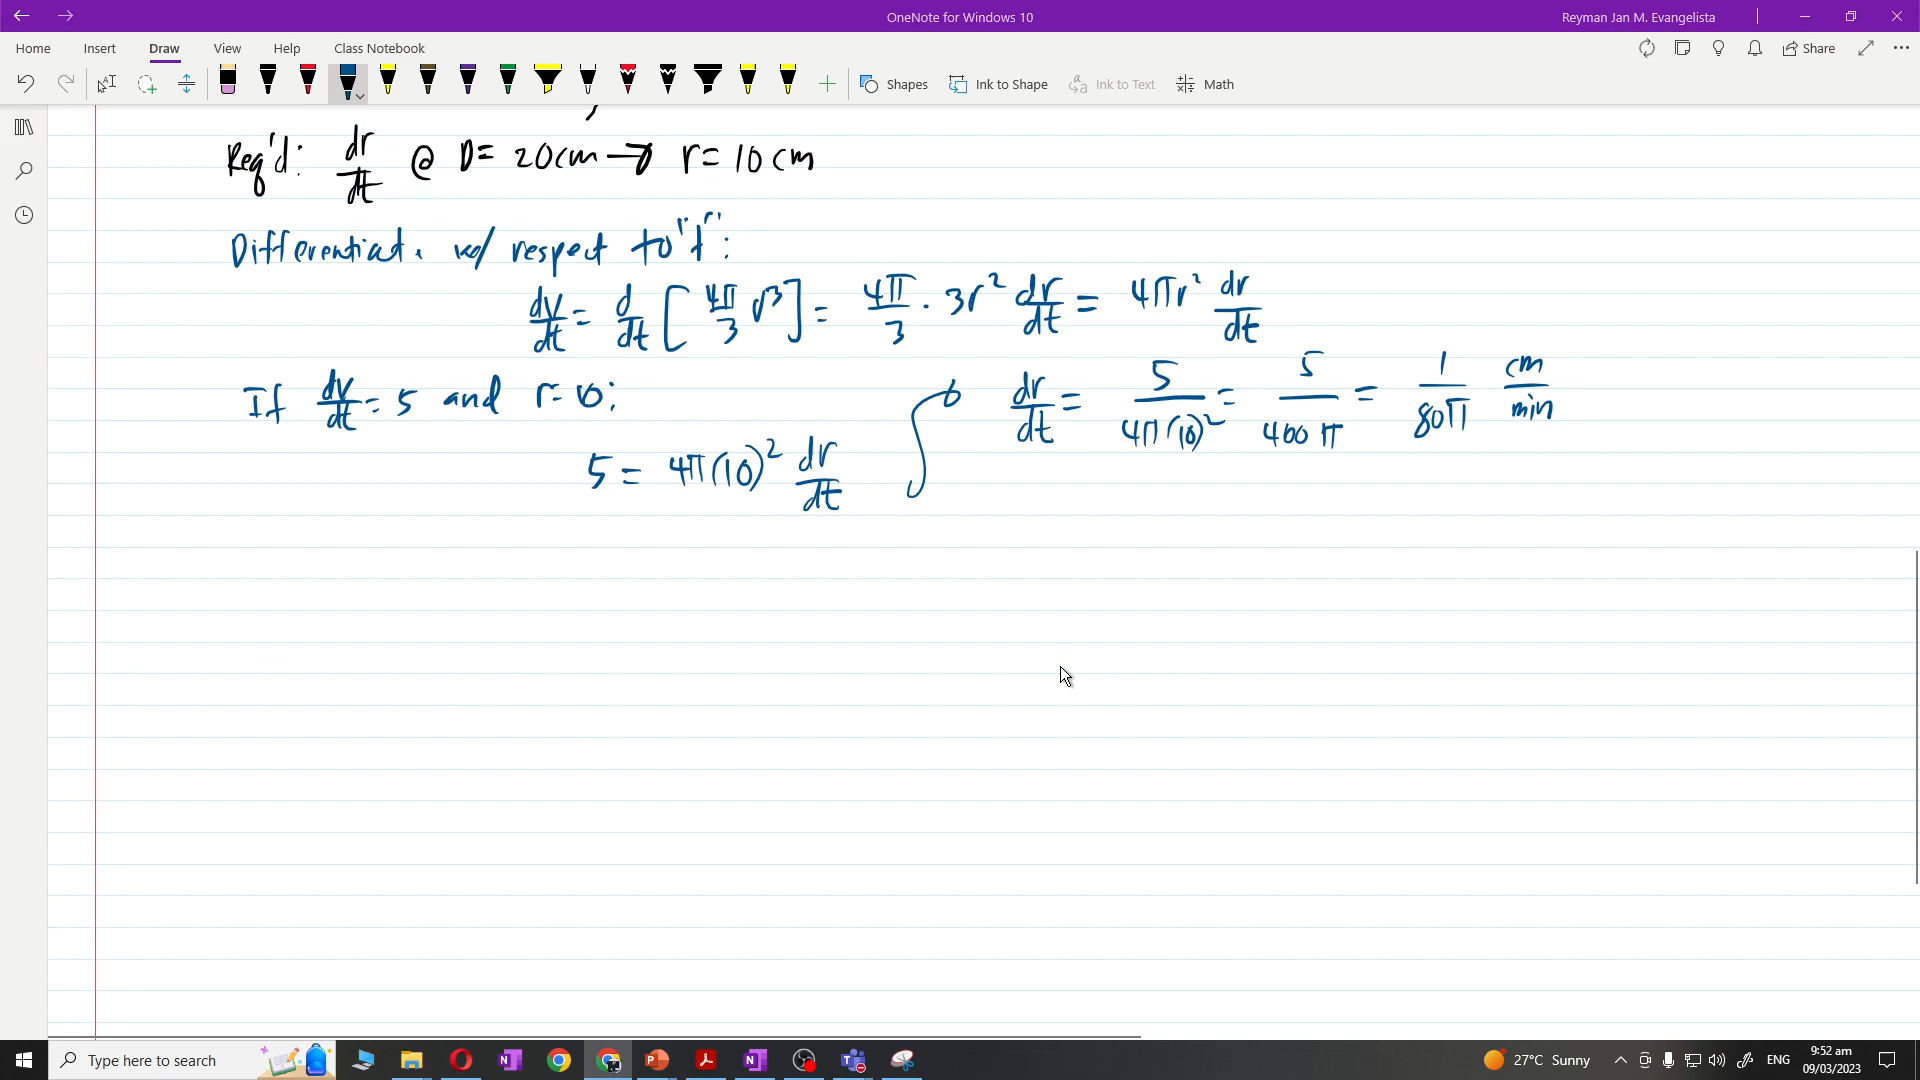 OneNote for Windows 10
Reyman Jan M. Evangelista
Home Insert Draw View Help Class Notebook
Share
Shapes Ink to Shape Ink to Text Math
Req'd: dr/dt @ D = 20cm → r = 10 cm
Differentiat. w/ respect to "t":
dV/dt = d/dt [4π/3 r³] = 4π/3 · 3r² dr/dt = 4πr² dr/dt
If dV/dt = 5 and r = 10:
dr/dt = 5/4π(10)² = 5/400π = 1/80π cm/min
5 = 4π(10)² dr/dt
Type here to search
27°C Sunny
ENG
9:52 am
09/03/2023